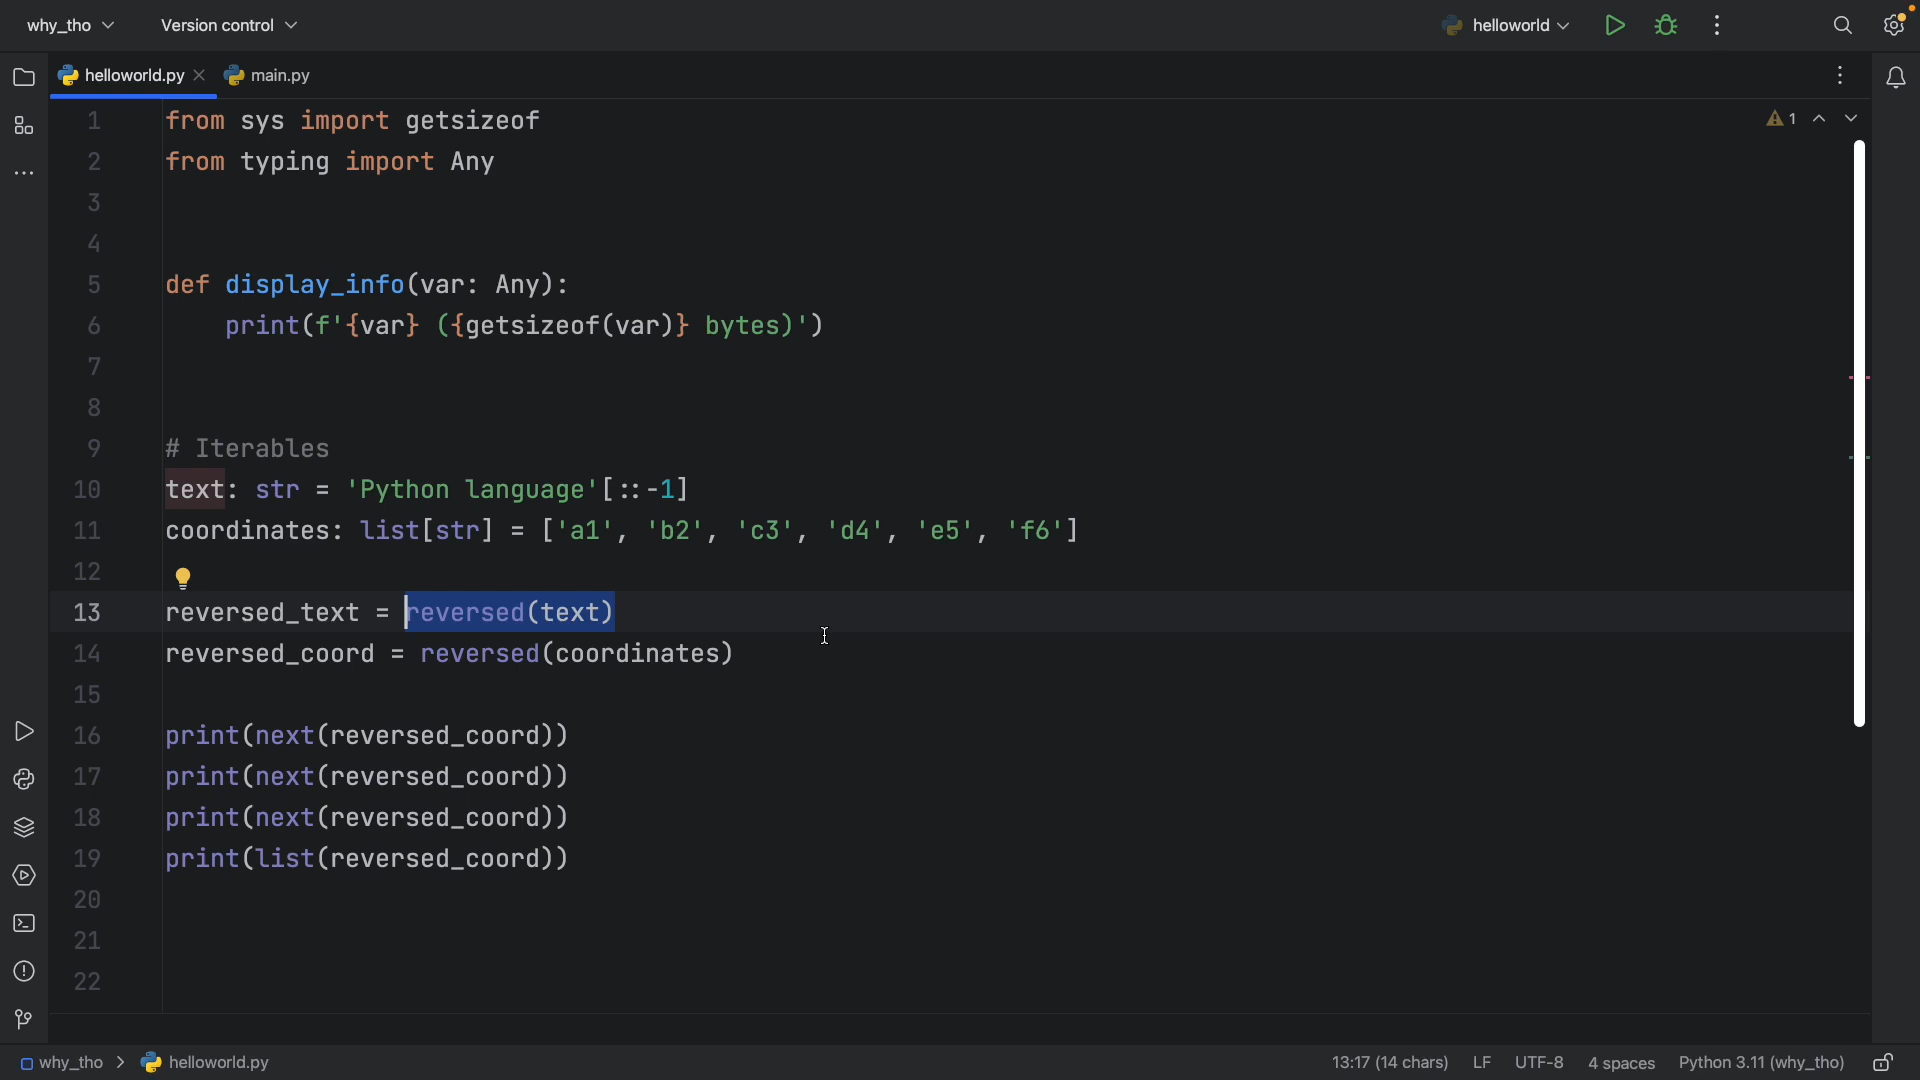 why_tho Version control helloworld
helloworld.py main.py
1 from sys import getsizeof 1
2 from typing import Any
3
4
5 def display_info(var: Any):
6 print(f'{var} ({getsizeof(var)} bytes)')
7
8
9 # Iterables
10 text: str = 'Python language'[::-1]
11 coordinates: list[str] = ['a1', 'b2', 'c3', 'd4', 'e5', 'f6']
12
13 reversed_text = reversed(text)
14 reversed_coord = reversed(coordinates)
15
16 print(next(reversed_coord))
17 print(next(reversed_coord))
18 print(next(reversed_coord))
19 print(list(reversed_coord))
20
21
22
why_tho > helloworld.py 13:17 (14 chars) LF UTF-8 4 spaces Python 3.11 (why_tho)